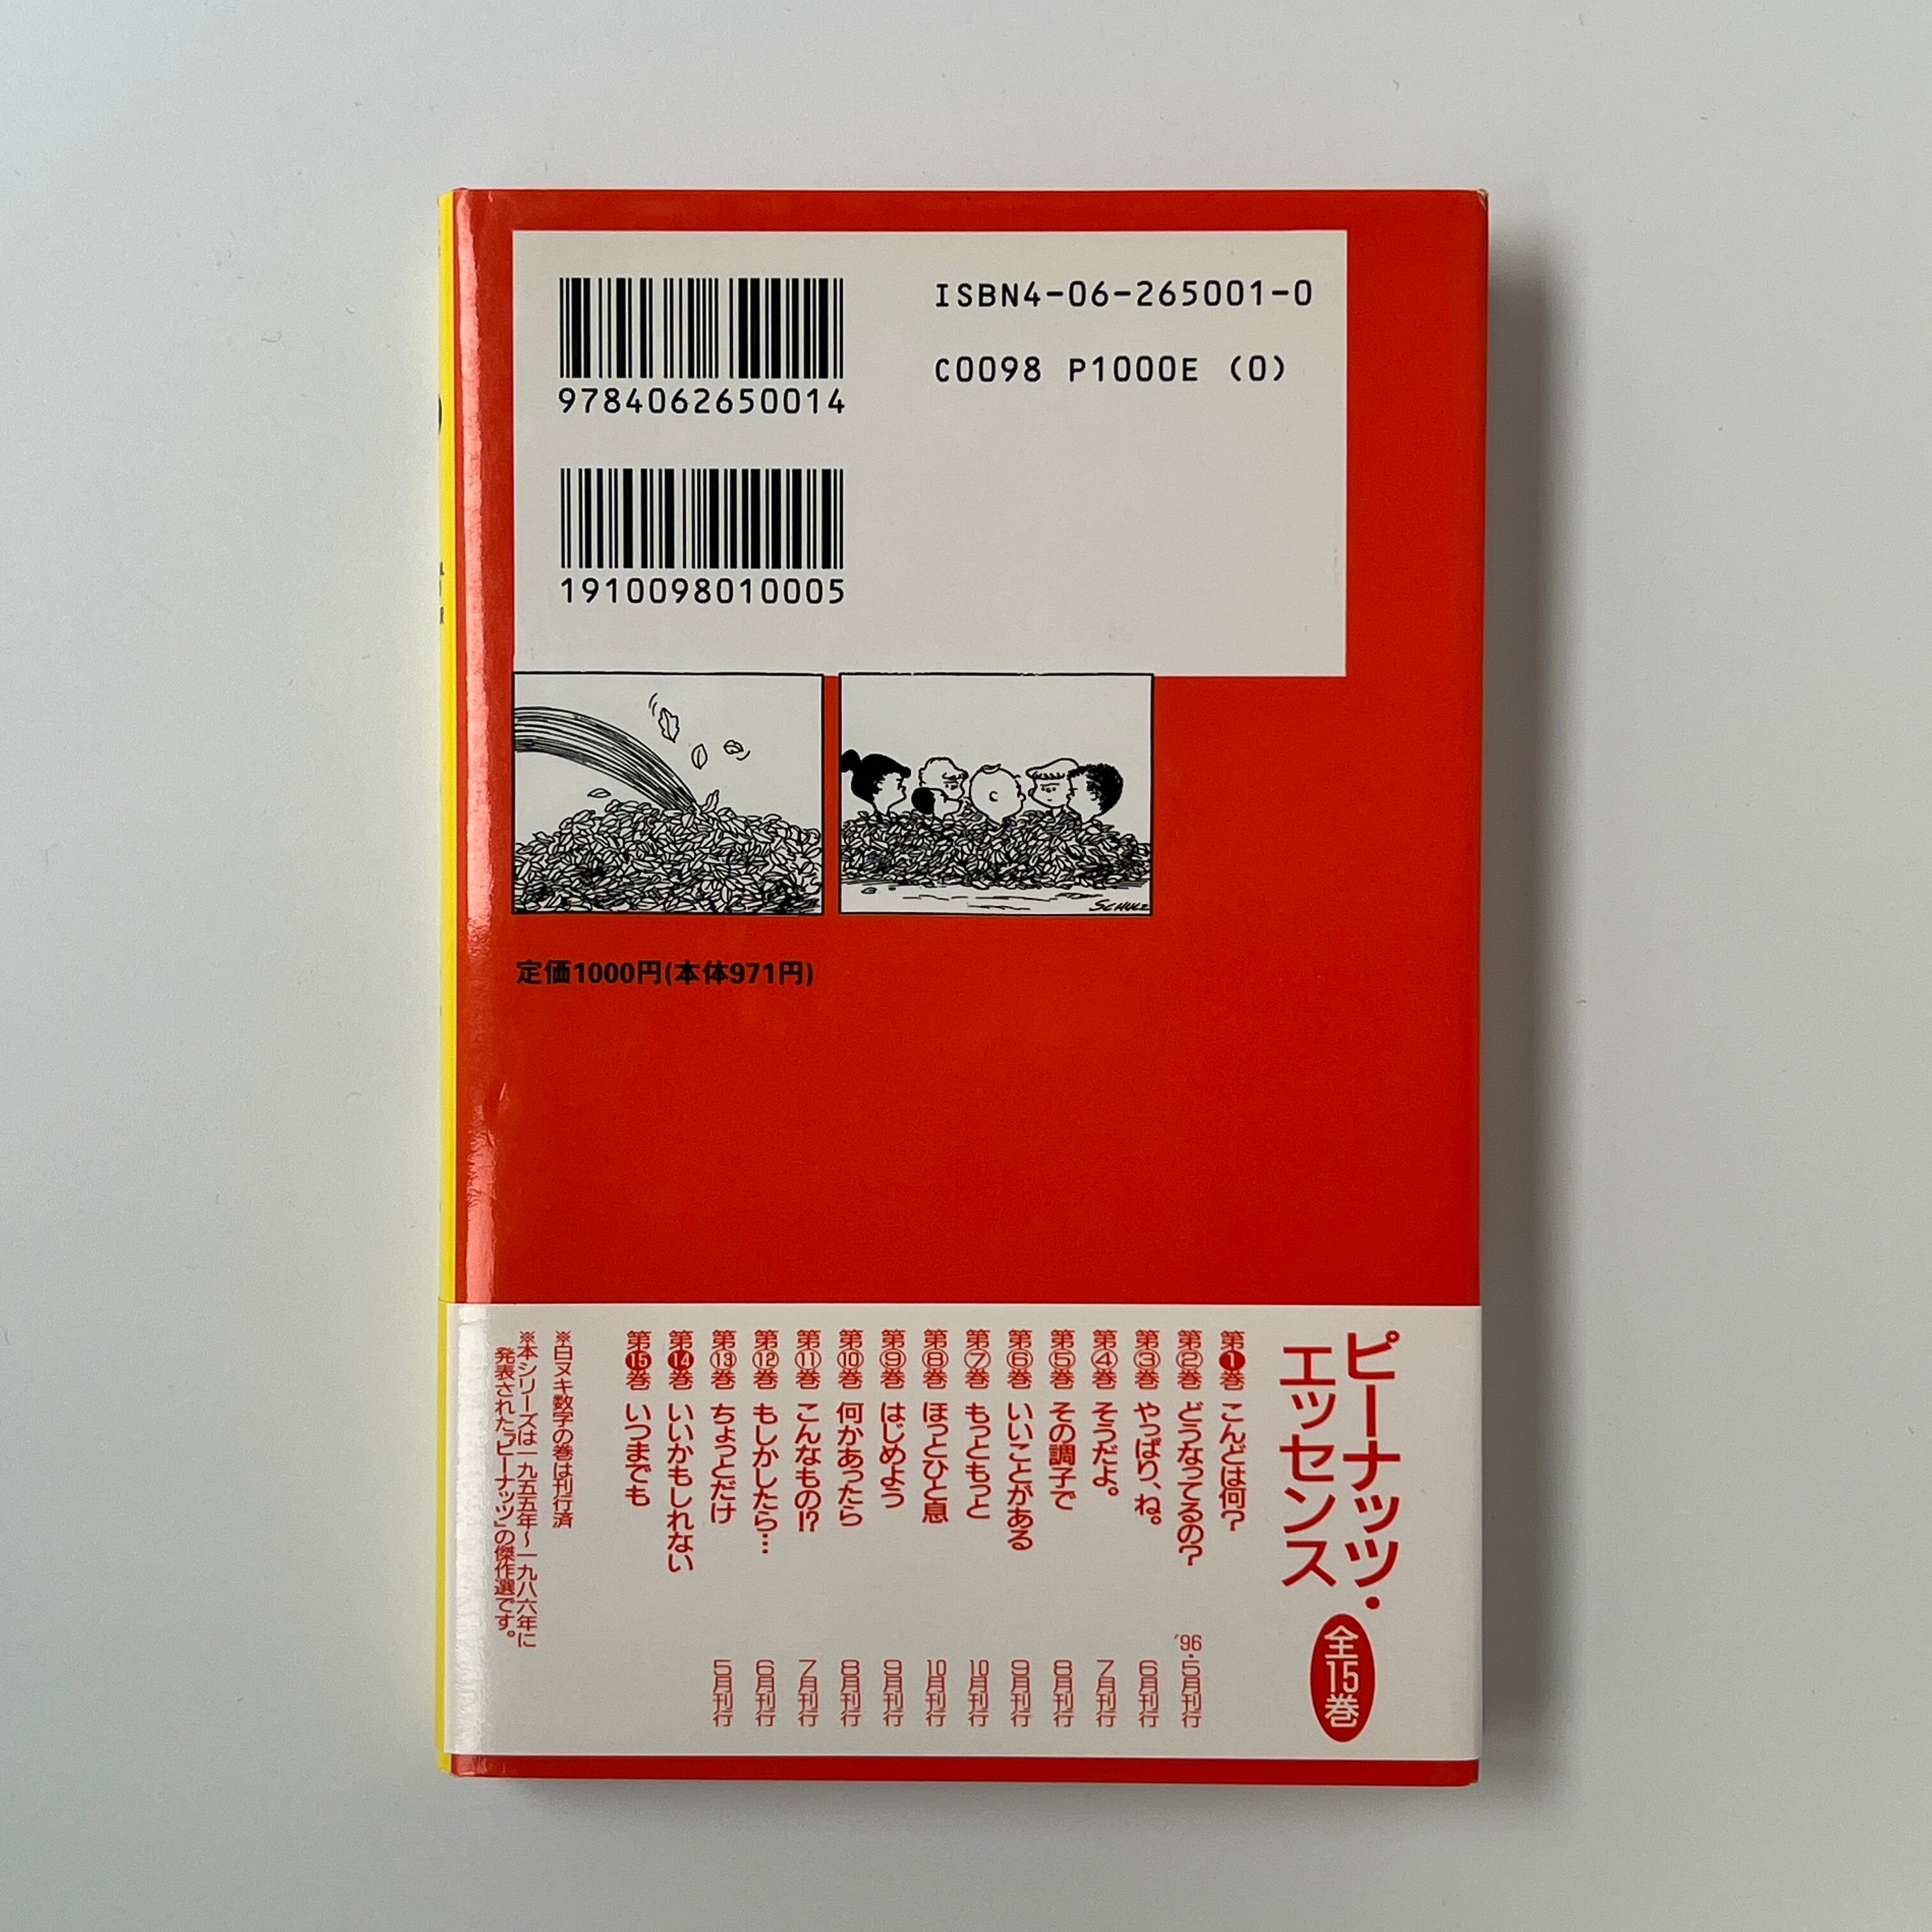 9784062650014
ISBN4-06-265001-0
C0098 P1000E (0)
1910098010005
SCHULZ
定価1000円(本体971円)
ピーナッツ・
エッセンス
全15巻
第❶巻 こんどは何?
第②巻 どうなってるの? '96・5月刊行
第③巻 やっぱり、ね。 6月刊行
第④巻 そうだよ。 7月刊行
第⑤巻 その調子で 8月刊行
第⑥巻 いいことがある 9月刊行
第⑦巻 もっともっと 10月刊行
第⑧巻 ほっとひと息 10月刊行
第⑨巻 はじめよう 9月刊行
第⑩巻 何かあったら 8月刊行
第⑪巻 こんなもの!? 7月刊行
第⑫巻 もしかしたら… 6月刊行
第⑬巻 ちょっとだけ 5月刊行
第⓮巻 いいかもしれない
第⓯巻 いつまでも
※白ヌキ数字の巻は刊行済
※本シリーズは一九五五年〜一九八六年に
発表された「ピーナッツ」の傑作選です。